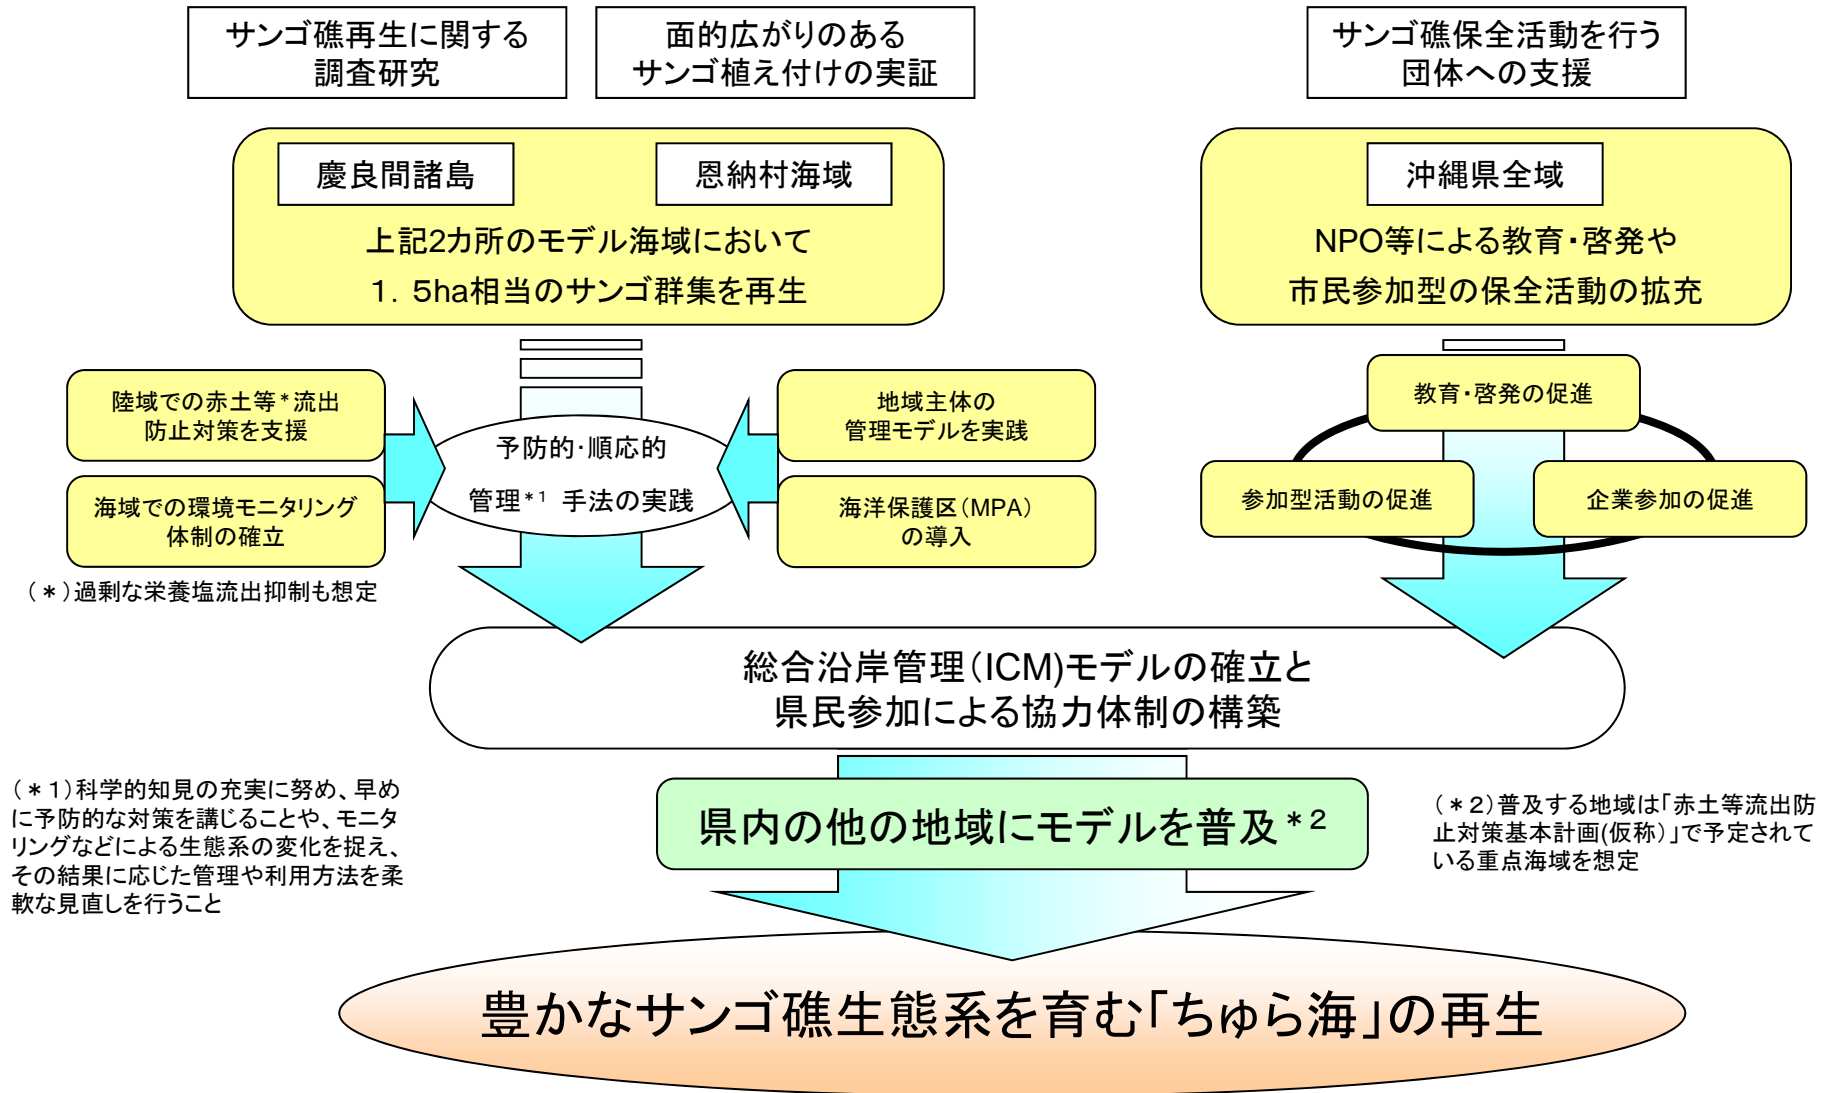 サンゴ礁再生に関する
調査研究
面的広がりのある
サンゴ植え付けの実証
サンゴ礁保全活動を行う
団体への支援
慶良間諸島
恩納村海域
上記2カ所のモデル海域において
１．５ha相当のサンゴ群集を再生
沖縄県全域
NPO等による教育・啓発や
市民参加型の保全活動の拡充
陸域での赤土等＊流出
防止対策を支援
海域での環境モニタリング
体制の確立
（＊）過剰な栄養塩流出抑制も想定
予防的・順応的
管理＊１ 手法の実践
地域主体の
管理モデルを実践
海洋保護区（MPA）
の導入
教育・啓発の促進
参加型活動の促進
企業参加の促進
総合沿岸管理（ICM)モデルの確立と
県民参加による協力体制の構築
（＊１）科学的知見の充実に努め、早め
に予防的な対策を講じることや、モニタ
リングなどによる生態系の変化を捉え、
その結果に応じた管理や利用方法を柔
軟な見直しを行うこと
県内の他の地域にモデルを普及＊２
（＊２）普及する地域は「赤土等流出防
止対策基本計画(仮称）」で予定されて
いる重点海域を想定
豊かなサンゴ礁生態系を育む「ちゅら海」の再生